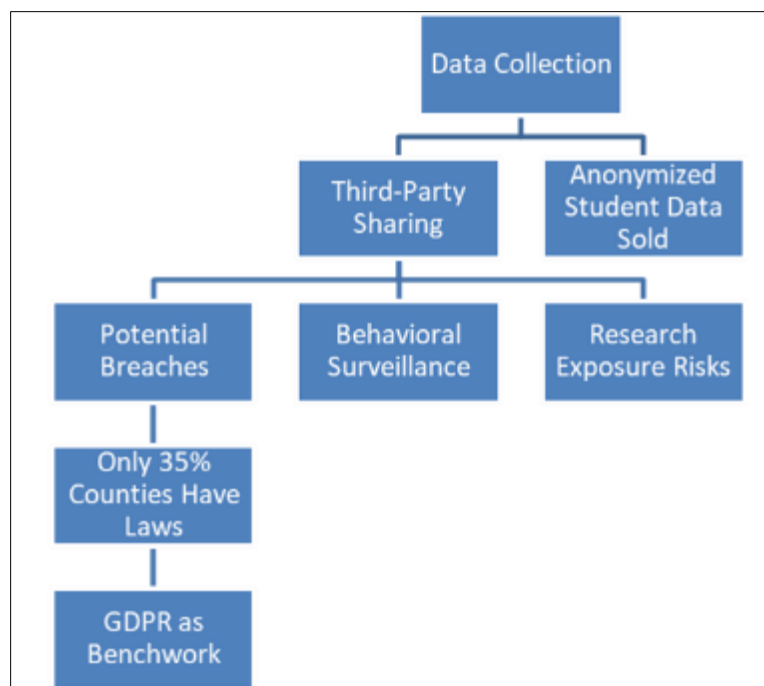 Data Collection
Third-Party
Sharing
Anonymized
Student Data
Sold
Potential
Breaches
Behavioral
Surveillance
Research
Exposure Risks
Only 35%
Counties Have
Laws
GDPR as
Benchwork